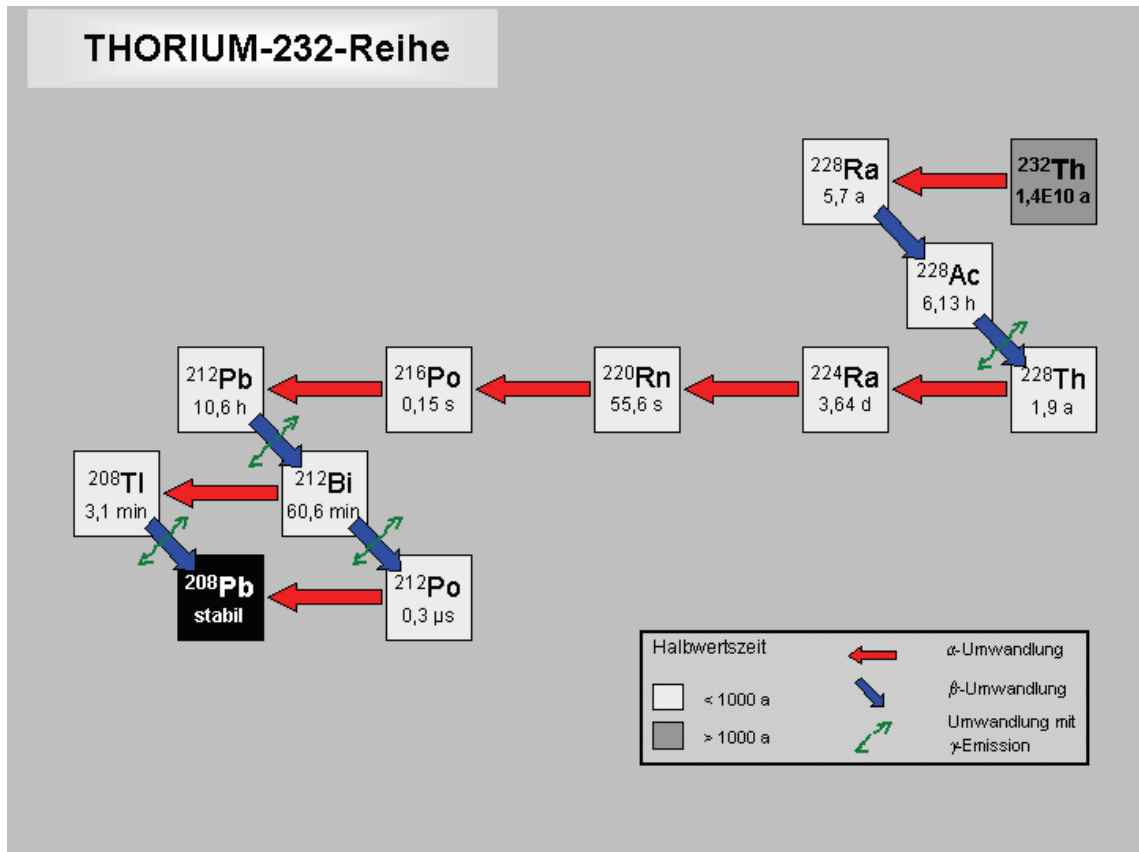 THORIUM-232-Reihe
228Ra
5,7 a
232Th
1,4E10 a
228Ac
6,13 h
212Pb
10,6 h
216Po
0,15 s
220Rn
55,6 s
224Ra
3,64 d
228Th
1,9 a
208Tl
3,1 min
212Bi
60,6 min
208Pb
stabil
212Po
0,3 µs
Halbwertszeit
< 1000 a
> 1000 a
α-Umwandlung
β-Umwandlung
Umwandlung mit
γ-Emission